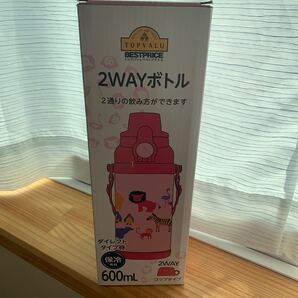 TOPVALU
BESTPRICE
2WAYボトル
2通りの飲み方ができます
ダイレクト
タイプ時
保冷
専用
600mL
2WAY
コップタイプ